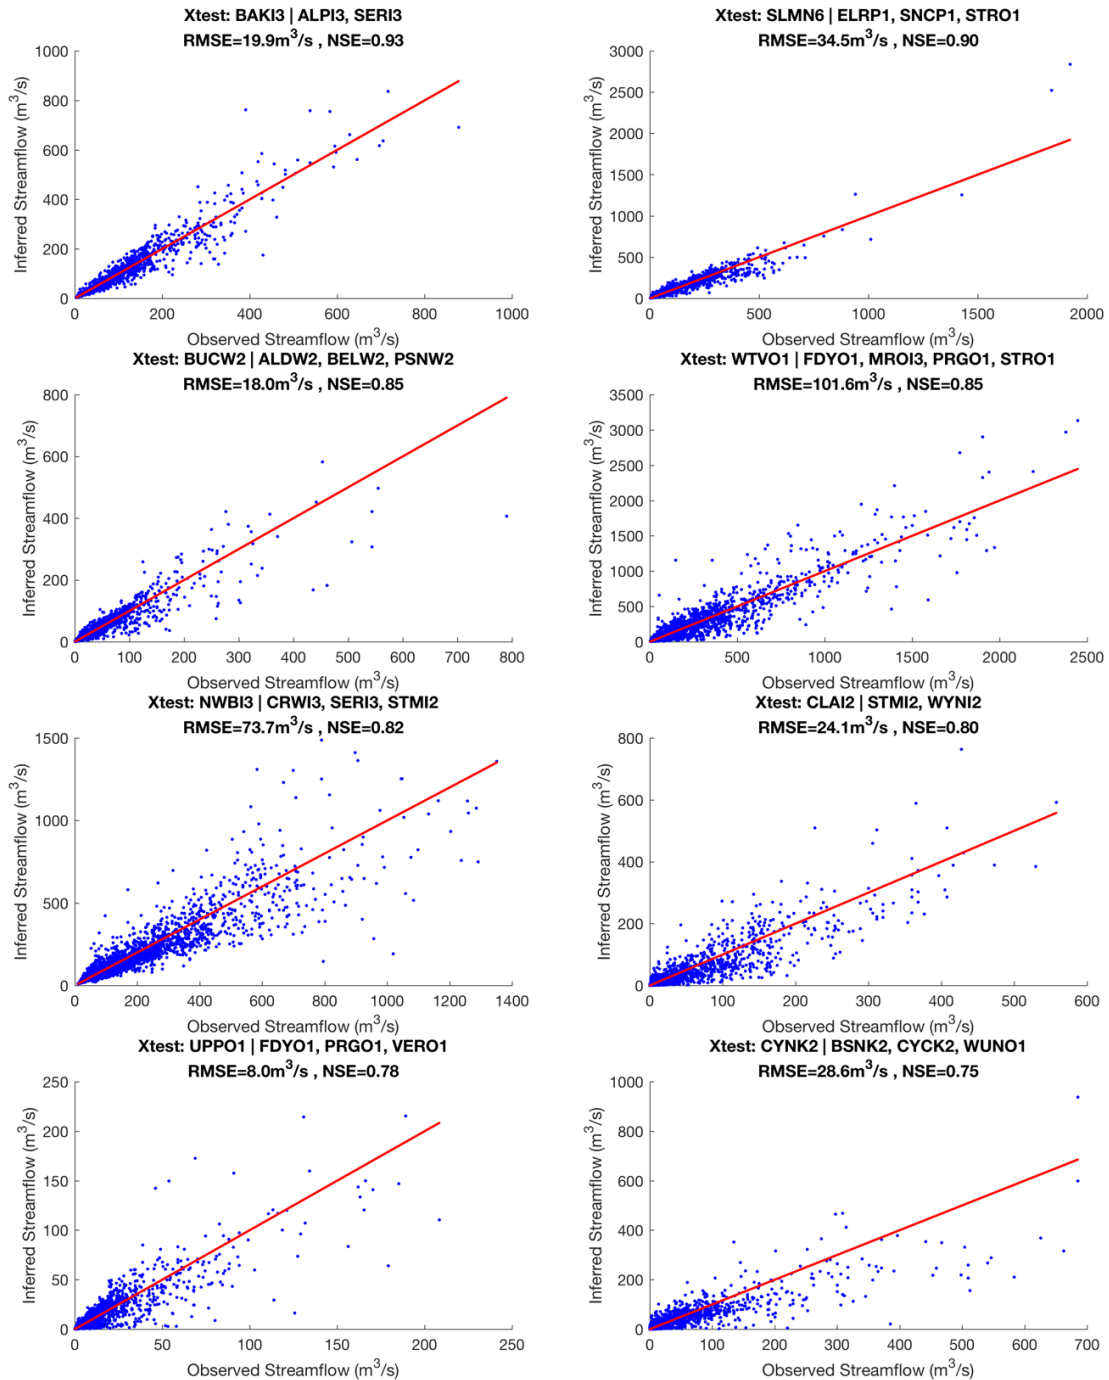 Xtest: BAKI3 | ALPI3, SERI3
RMSE=19.9m³/s , NSE=0.93
1000
800
600
400
200
0
Inferred Streamflow (m³/s)
0 200 400 600 800 1000
Observed Streamflow (m³/s)
Xtest: SLMN6 | ELRP1, SNCP1, STRO1
RMSE=34.5m³/s , NSE=0.90
3000
2500
2000
1500
1000
500
0
Inferred Streamflow (m³/s)
0 500 1000 1500 2000
Observed Streamflow (m³/s)
Xtest: BUCW2 | ALDW2, BELW2, PSNW2
RMSE=18.0m³/s , NSE=0.85
800
600
400
200
0
Inferred Streamflow (m³/s)
0 100 200 300 400 500 600 700 800
Observed Streamflow (m³/s)
Xtest: WTVO1 | FDYO1, MROI3, PRGO1, STRO1
RMSE=101.6m³/s , NSE=0.85
3500
3000
2500
2000
1500
1000
500
0
Inferred Streamflow (m³/s)
0 500 1000 1500 2000 2500
Observed Streamflow (m³/s)
Xtest: NWBI3 | CRWI3, SERI3, STMI2
RMSE=73.7m³/s , NSE=0.82
1500
1000
500
0
Inferred Streamflow (m³/s)
0 200 400 600 800 1000 1200 1400
Observed Streamflow (m³/s)
Xtest: CLAI2 | STMI2, WYNI2
RMSE=24.1m³/s , NSE=0.80
800
600
400
200
0
Inferred Streamflow (m³/s)
0 100 200 300 400 500 600
Observed Streamflow (m³/s)
Xtest: UPPO1 | FDYO1, PRGO1, VERO1
RMSE=8.0m³/s , NSE=0.78
250
200
150
100
50
0
Inferred Streamflow (m³/s)
0 50 100 150 200 250
Observed Streamflow (m³/s)
Xtest: CYNK2 | BSNK2, CYCK2, WUNO1
RMSE=28.6m³/s , NSE=0.75
1000
800
600
400
200
0
Inferred Streamflow (m³/s)
0 100 200 300 400 500 600 700
Observed Streamflow (m³/s)